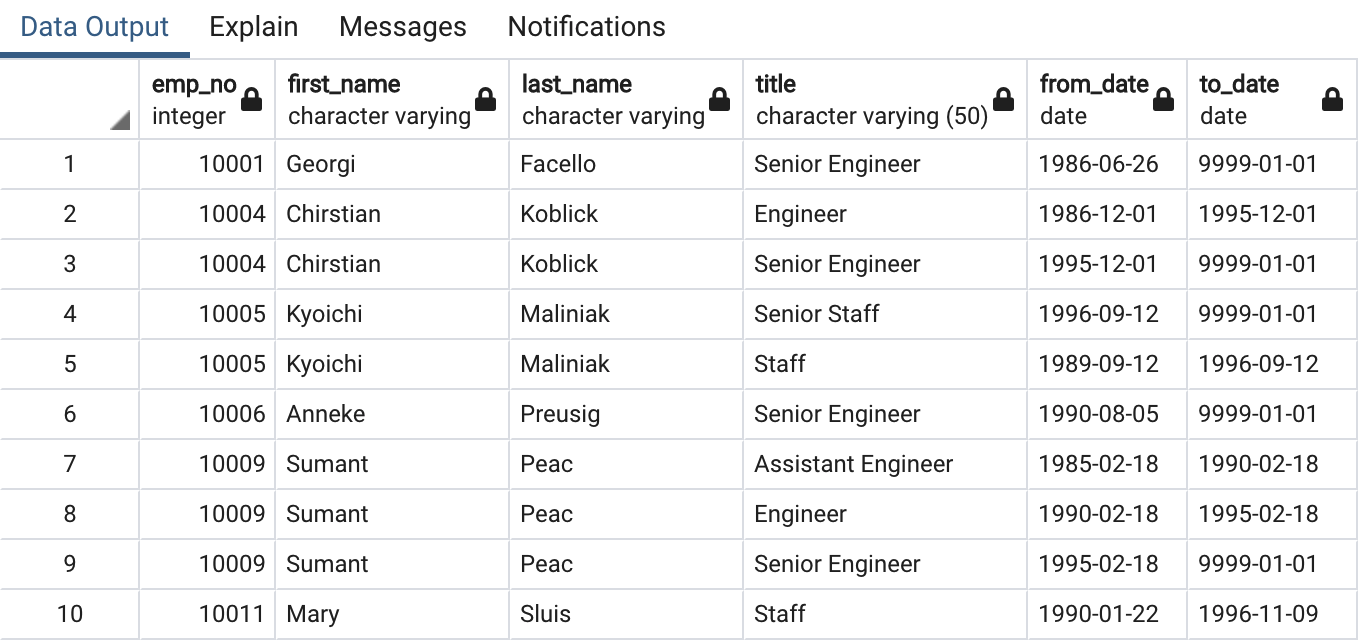 Data Output Explain Messages Notifications
emp_no first_name last_name title from_date to_date
integer character varying character varying character varying (50) date date
1 10001 Georgi Facello Senior Engineer 1986-06-26 9999-01-01
2 10004 Chirstian Koblick Engineer 1986-12-01 1995-12-01
3 10004 Chirstian Koblick Senior Engineer 1995-12-01 9999-01-01
4 10005 Kyoichi Maliniak Senior Staff 1996-09-12 9999-01-01
5 10005 Kyoichi Maliniak Staff 1989-09-12 1996-09-12
6 10006 Anneke Preusig Senior Engineer 1990-08-05 9999-01-01
7 10009 Sumant Peac Assistant Engineer 1985-02-18 1990-02-18
8 10009 Sumant Peac Engineer 1990-02-18 1995-02-18
9 10009 Sumant Peac Senior Engineer 1995-02-18 9999-01-01
10 10011 Mary Sluis Staff 1990-01-22 1996-11-09